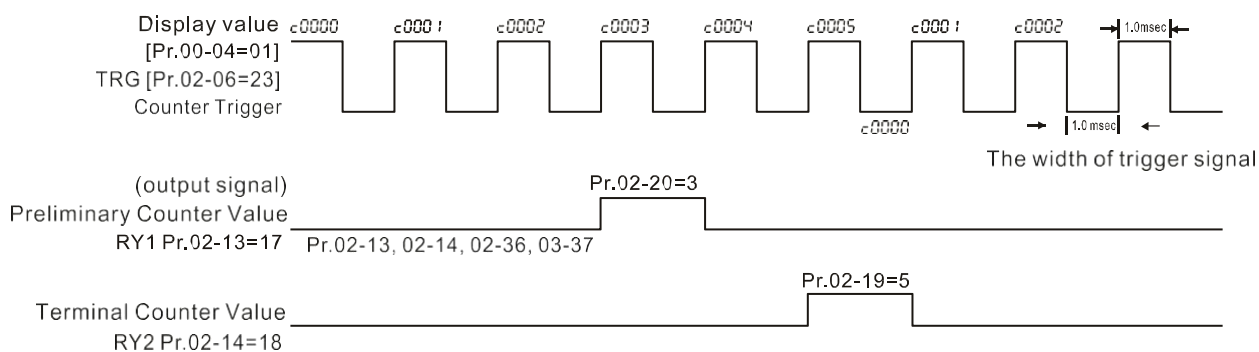 Display value c0000 c0001 c0002 c0003 c0004 c0005 c0001 c0002 1.0msec
[Pr.00-04=01]
TRG [Pr.02-06=23]
Counter Trigger
c0000 1.0 msec
The width of trigger signal
(output signal) Pr.02-20=3
Preliminary Counter Value
RY1 Pr.02-13=17 Pr.02-13, 02-14, 02-36, 03-37
Pr.02-19=5
Terminal Counter Value
RY2 Pr.02-14=18